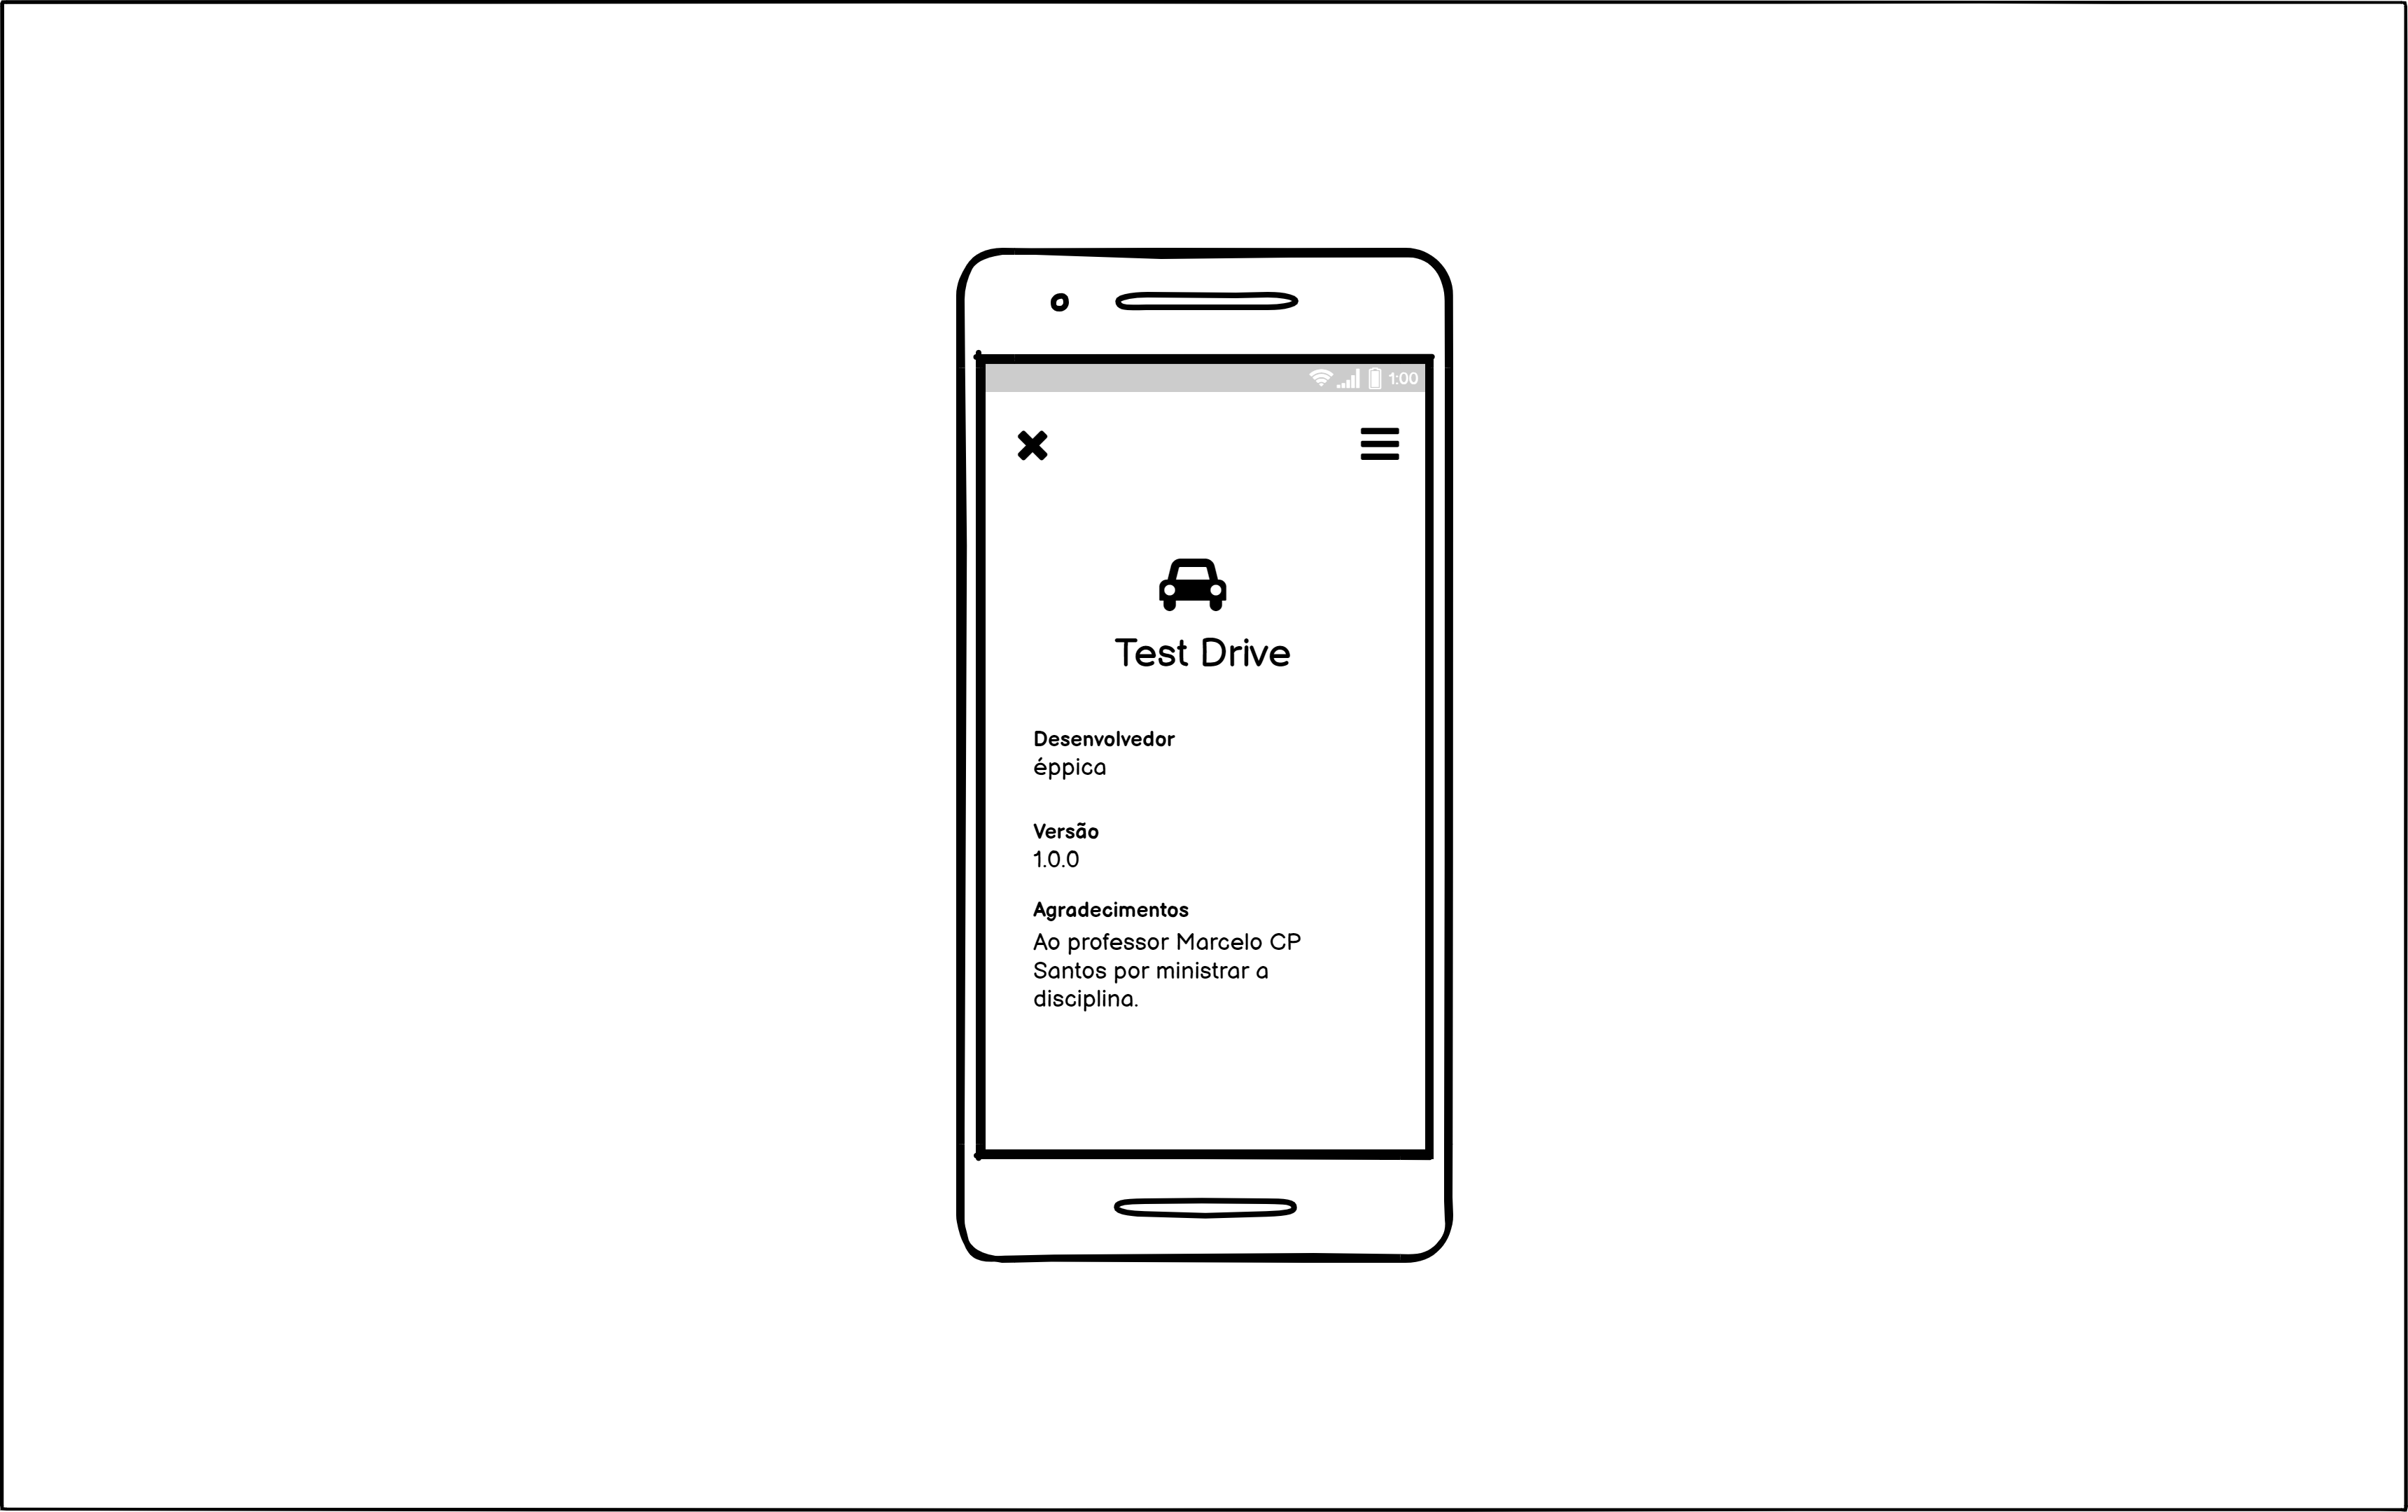 1:00
Test Drive
Desenvolvedor
éppica
Versão
1.0.0
Agradecimentos
Ao professor Marcelo CP
Santos por ministrar a
disciplina.